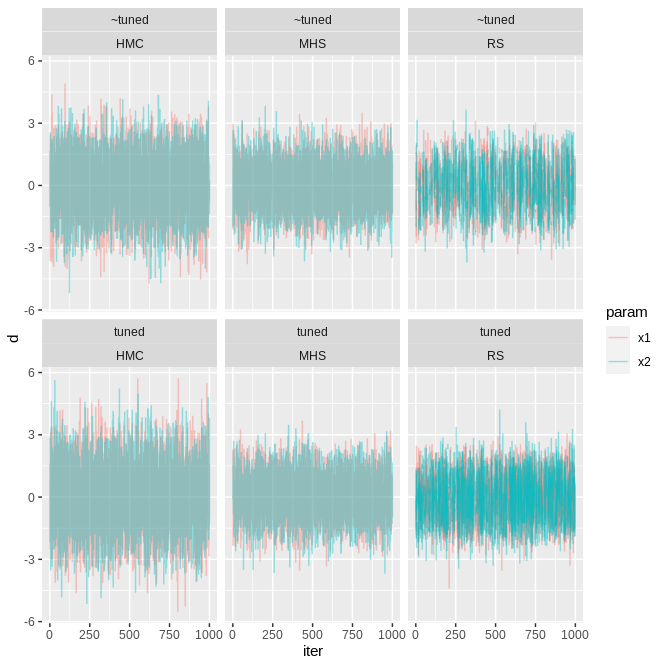 ~tuned ~tuned ~tuned
HMC MHS RS
6
3
0
-3
-6
tuned tuned tuned
HMC MHS RS
6
3
0
-3
-6
0 250 500 750 1000 0 250 500 750 1000 0 250 500 750 1000
iter
d
param
x1
x2